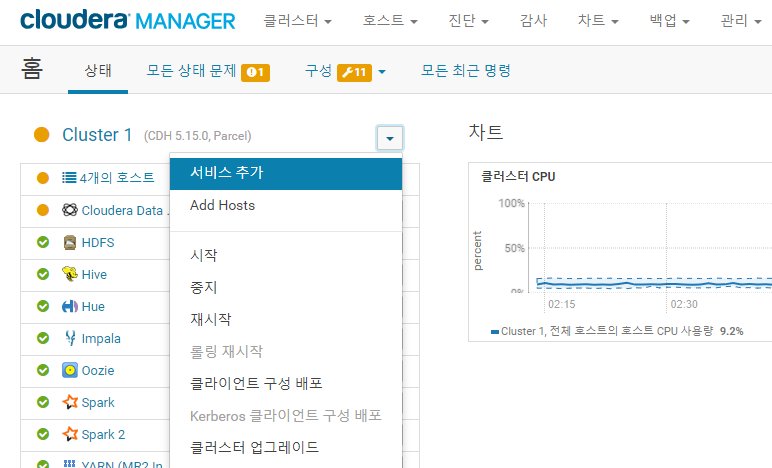 cloudera MANAGER 클러스터 호스트 진단 감사 차트 백업 관리
홈 상태 모든 상태 문제 1 구성 11 모든 최근 명령
Cluster 1 (CDH 5.15.0, Parcel)
차트
서비스 추가
4개의 호스트
Add Hosts
Cloudera Data ...
HDFS
Hive
시작
Hue
중지
Impala
재시작
Oozie
롤링 재시작
Spark
클라이언트 구성 배포
Spark 2
Kerberos 클라이언트 구성 배포
YARN (MR2 In
클러스터 업그레이드
클러스터 CPU
percent
100%
50%
0%
02:15 02:30
Cluster 1, 전체 호스트의 호스트 CPU 사용량 9.2%